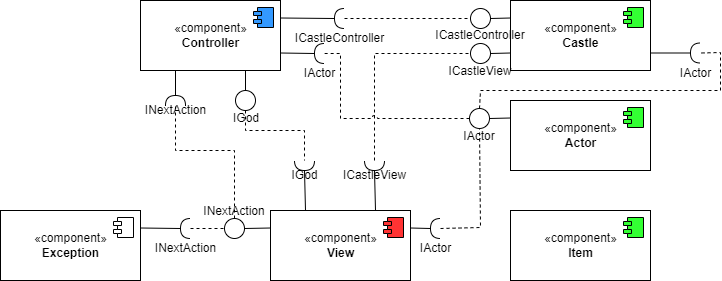 «component»
Controller
«component»
Castle
ICastleController
ICastleController
IActor
ICastleView
IActor
INextAction
IGod
IActor
«component»
Actor
IGod
ICastleView
INextAction
«component»
Exception
INextAction
«component»
View
IActor
«component»
Item